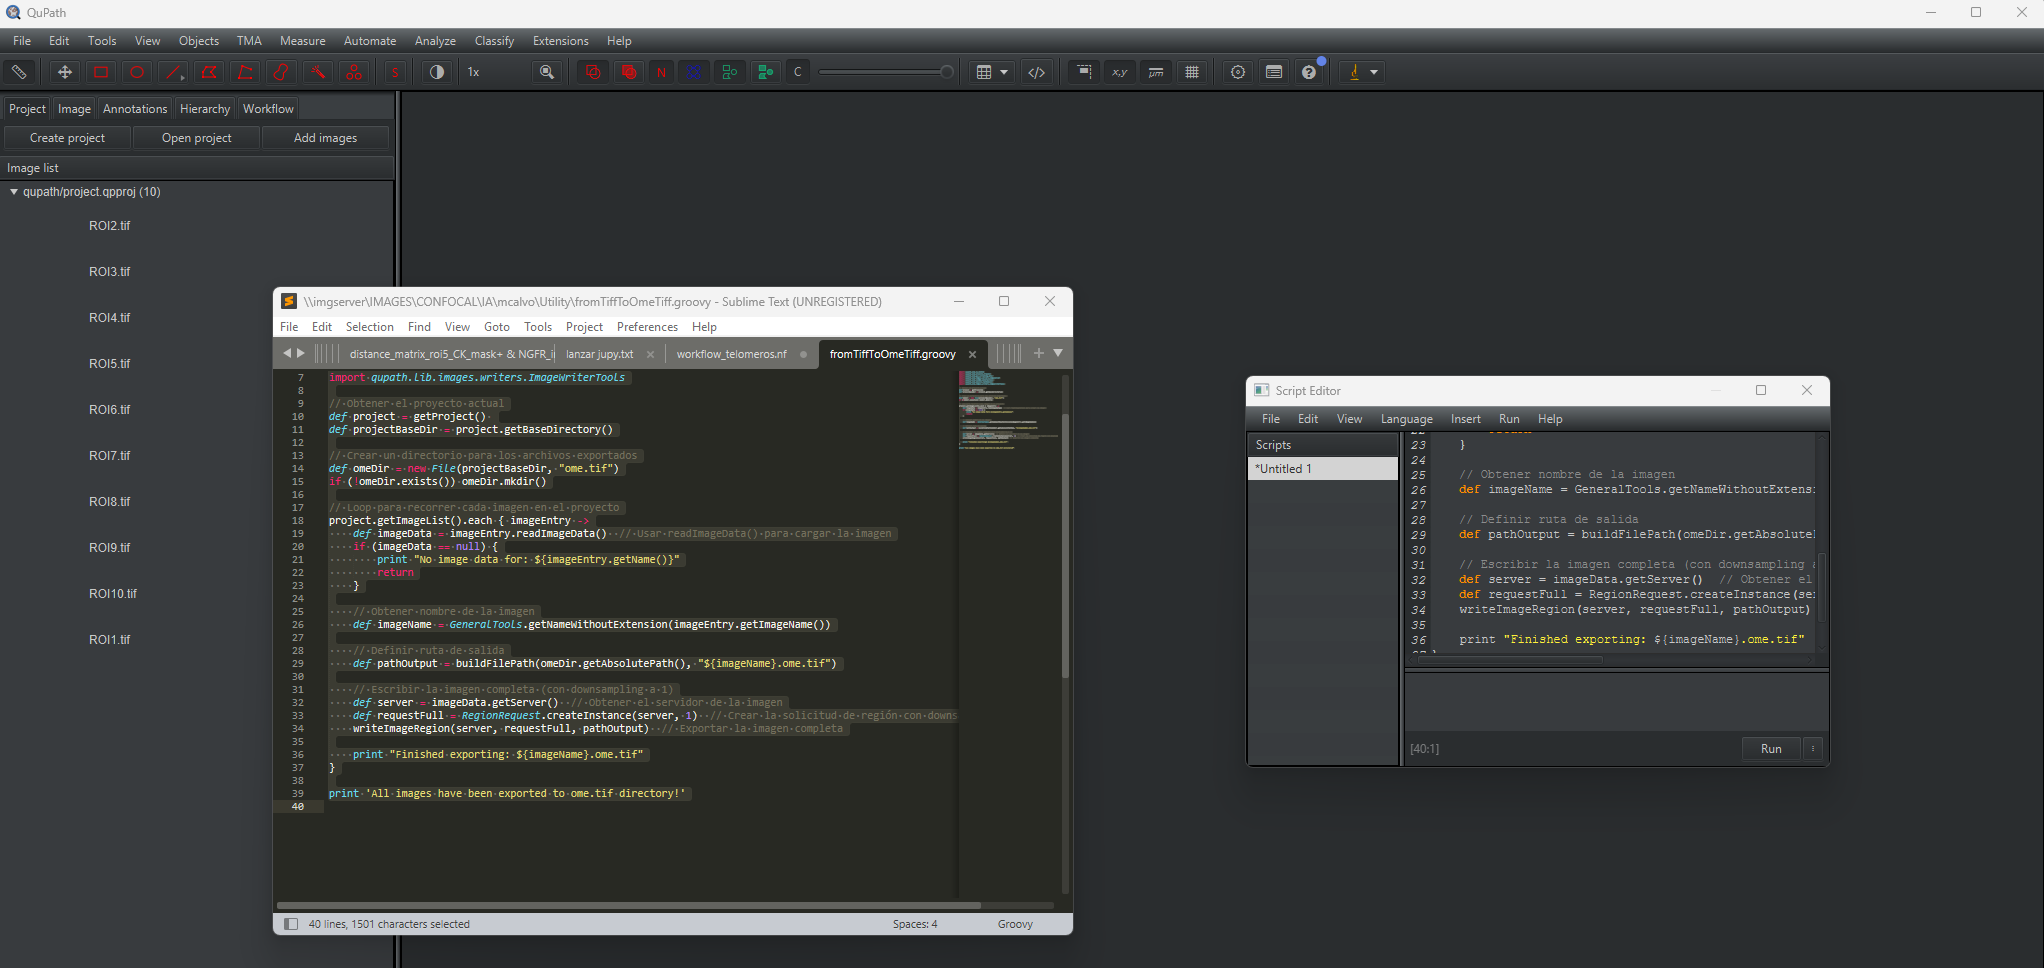 QuPath
File Edit Tools View Objects TMA Measure Automate Analyze Classify Extensions Help
S 1x N C x,y μm </> ?
Project Image Annotations Hierarchy Workflow
Create project Open project Add images
Image list
qupath/project.qpproj (10)
ROI2.tif
ROI3.tif
ROI4.tif
ROI5.tif
ROI6.tif
ROI7.tif
ROI8.tif
ROI9.tif
ROI10.tif
ROI1.tif
\\imgserver\IMAGES\CONFOCAL\IA\mcalvo\Utility\fromTiffToOmeTiff.groovy - Sublime Text (UNREGISTERED)
File Edit Selection Find View Goto Tools Project Preferences Help
distance_matrix_roi5_CK_mask+ & NGFR_i lanzar jupy.txt workflow_telomeros.nf fromTiffToOmeTiff.groovy
7 import qupath.lib.images.writers.ImageWriterTools
8
9 // Obtener el proyecto actual
10 def project = getProject()
11 def projectBaseDir = project.getBaseDirectory()
12
13 // Crear un directorio para los archivos exportados
14 def omeDir = new File(projectBaseDir, "ome.tif")
15 if (!omeDir.exists()) omeDir.mkdir()
16
17 // Loop para recorrer cada imagen en el proyecto
18 project.getImageList().each { imageEntry ->
19 def imageData = imageEntry.readImageData() // Usar readImageData() para cargar la imagen
20 if (imageData == null) {
21 print "No image data for: ${imageEntry.getName()}"
22 return
23 }
24
25 // Obtener nombre de la imagen
26 def imageName = GeneralTools.getNameWithoutExtension(imageEntry.getImageName())
27
28 // Definir ruta de salida
29 def pathOutput = buildFilePath(omeDir.getAbsolutePath(), "${imageName}.ome.tif")
30
31 // Escribir la imagen completa (con downsampling a 1)
32 def server = imageData.getServer() // Obtener el servidor de la imagen
33 def requestFull = RegionRequest.createInstance(server, 1) // Crear la solicitud de región con downs
34 writeImageRegion(server, requestFull, pathOutput) // Exportar la imagen completa
35
36 print "Finished exporting: ${imageName}.ome.tif"
37 }
38
39 print 'All images have been exported to ome.tif directory!'
40
40 lines, 1501 characters selected Spaces: 4 Groovy
Script Editor
File Edit View Language Insert Run Help
Scripts
*Untitled 1
23 }
24
25 // Obtener nombre de la imagen
26 def imageName = GeneralTools.getNameWithoutExtens
27
28 // Definir ruta de salida
29 def pathOutput = buildFilePath(omeDir.getAbsolute
30
31 // Escribir la imagen completa (con downsampling
32 def server = imageData.getServer() // Obtener el
33 def requestFull = RegionRequest.createInstance(se
34 writeImageRegion(server, requestFull, pathOutput)
35
36 print "Finished exporting: ${imageName}.ome.tif"
[40:1] Run